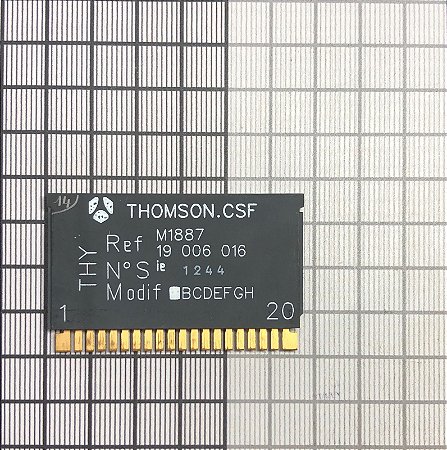 14
THOMSON.CSF
THY
Ref M1887
19 006 016
N° Sie 1244
Modif BCDEFGH
1 20